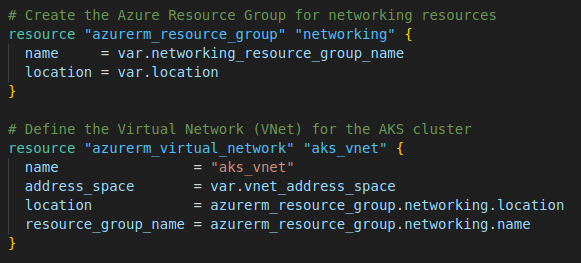 # Create the Azure Resource Group for networking resources
resource "azurerm_resource_group" "networking" {
  name     = var.networking_resource_group_name
  location = var.location
}

# Define the Virtual Network (VNet) for the AKS cluster
resource "azurerm_virtual_network" "aks_vnet" {
  name                = "aks_vnet"
  address_space       = var.vnet_address_space
  location            = azurerm_resource_group.networking.location
  resource_group_name = azurerm_resource_group.networking.name
}